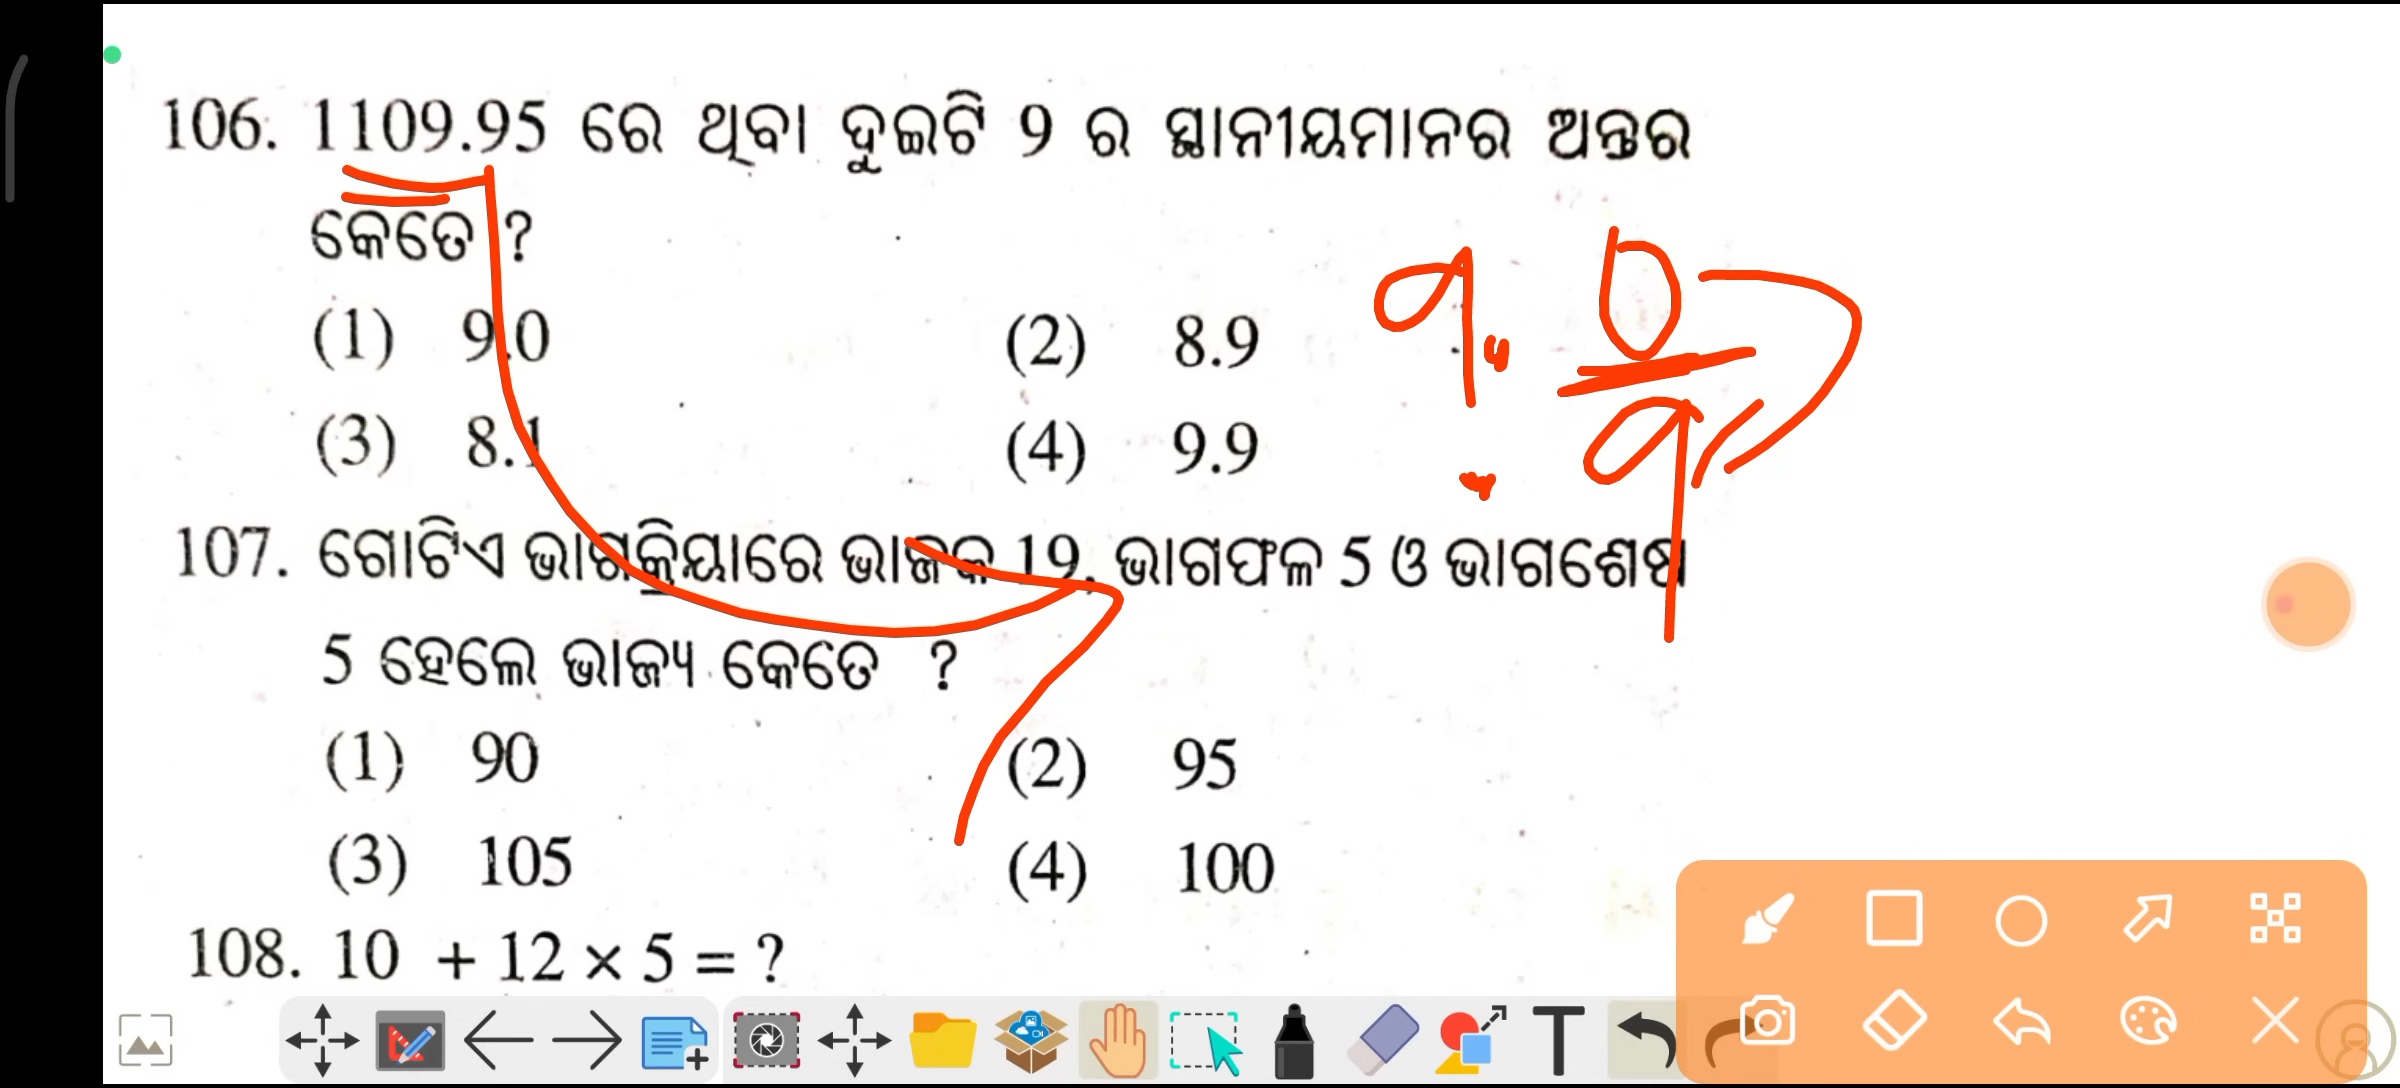 106. 1109.95 ରେ ଥିବା ଦୁଇଟି 9 ର ସ୍ଥାନୀୟମାନର ଅନ୍ତର
କେତେ ?
(1) 9.0 (2) 8.9
(3) 8.1 (4) 9.9
107. ଗୋଟିଏ ଭାଗକ୍ରିୟାରେ ଭାଜକ 19, ଭାଗଫଳ 5 ଓ ଭାଗଶେଷ
5 ହେଲେ ଭାଜ୍ୟ କେତେ ?
(1) 90 (2) 95
(3) 105 (4) 100
108. 10 + 12 × 5 = ?
T